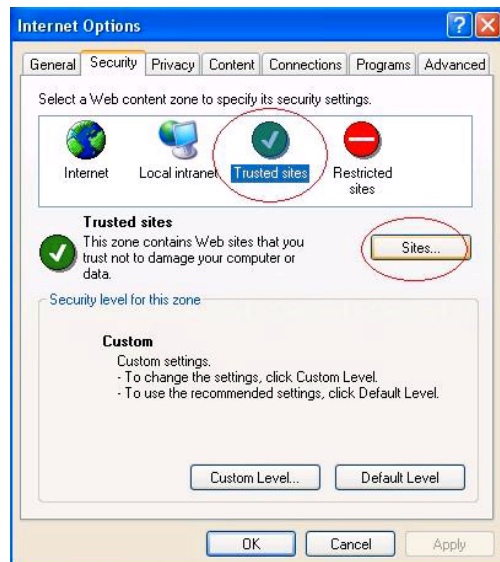 Internet Options
General Security Privacy Content Connections Programs Advanced
Select a Web content zone to specify its security settings.
Internet Local intranet Trusted sites Restricted sites
Trusted sites
This zone contains Web sites that you
trust not to damage your computer or
data.
Sites...
Security level for this zone
Custom
Custom settings.
- To change the settings, click Custom Level.
- To use the recommended settings, click Default Level.
Custom Level... Default Level
OK Cancel Apply